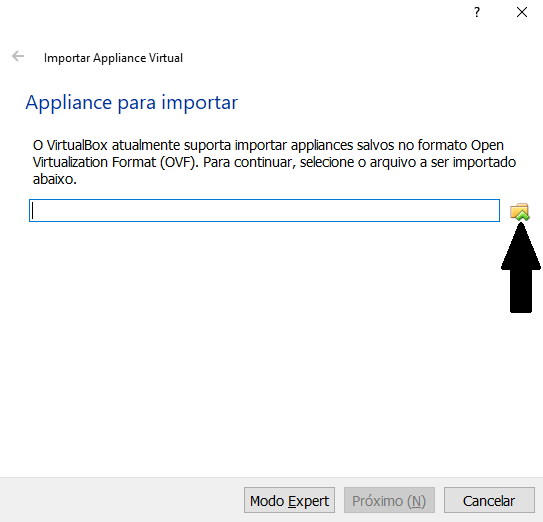 ?
Importar Appliance Virtual
Appliance para importar
O VirtualBox atualmente suporta importar appliances salvos no formato Open
Virtualization Format (OVF). Para continuar, selecione o arquivo a ser importado
abaixo.
Modo Expert
Próximo (N)
Cancelar